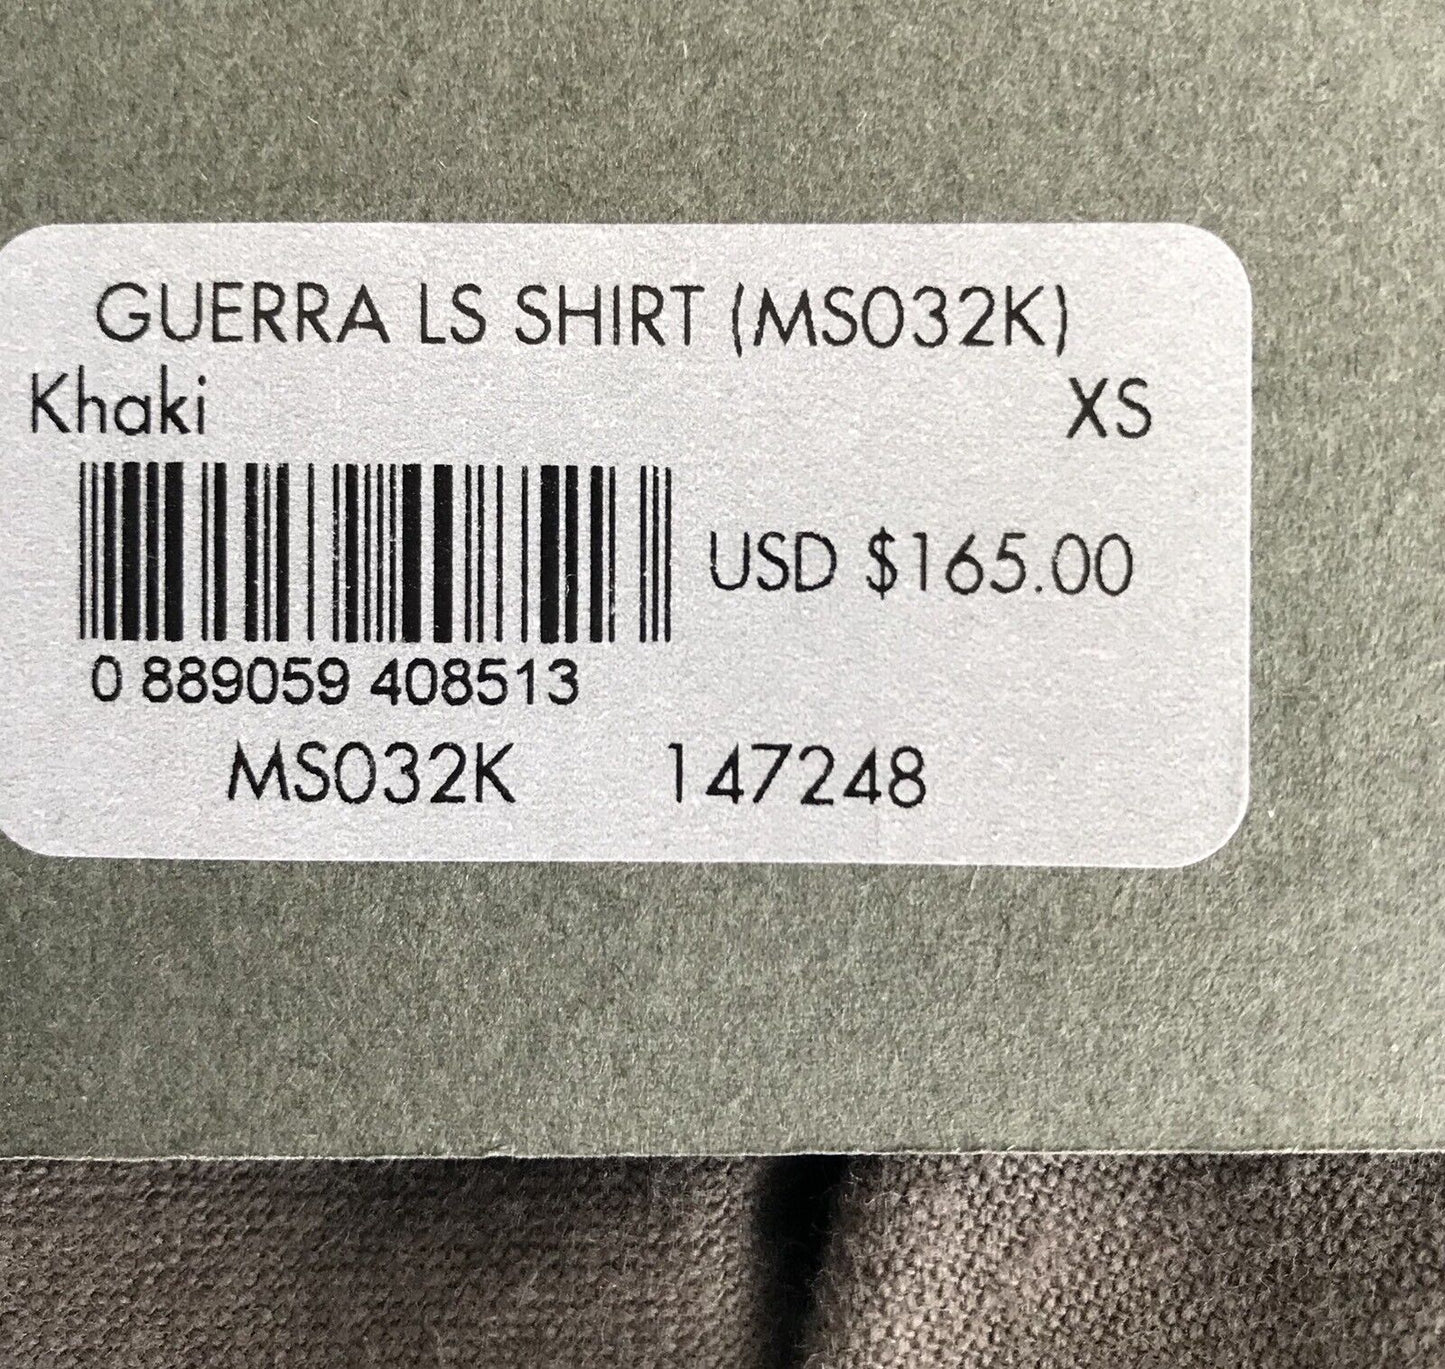 GUERRA LS SHIRT (MS032K)
Khaki XS
USD $165.00
0 889059 408513
MS032K 147248